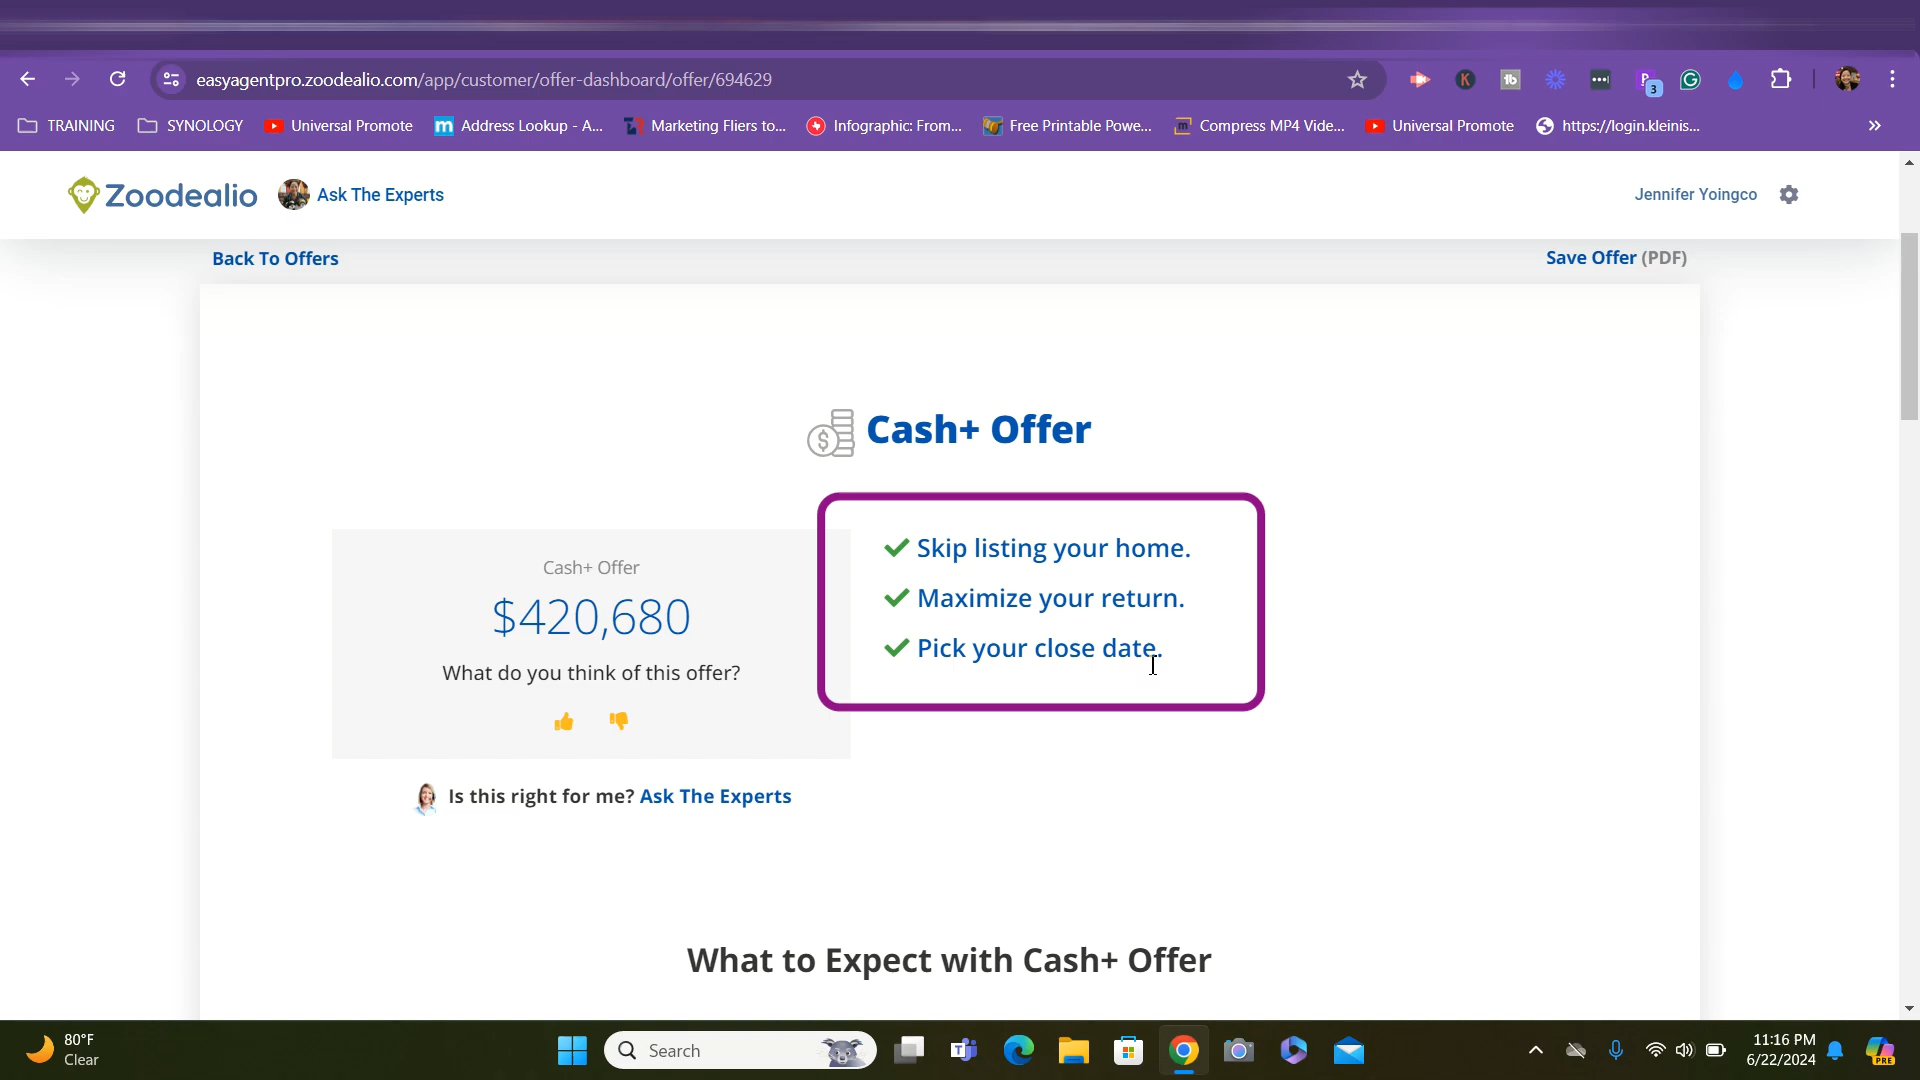 easyagentpro.zoodealio.com/app/customer/offer-dashboard/offer/694629
K
tb
3
TRAINING
SYNOLOGY
Universal Promote
Address Lookup - A...
Marketing Fliers to...
Infographic: From...
Free Printable Powe...
Compress MP4 Vide...
Universal Promote
https://login.kleinis...
Zoodealio
Ask The Experts
Jennifer Yoingco
Back To Offers
Save Offer (PDF)
Cash+ Offer
Skip listing your home.
Cash+ Offer
Maximize your return.
$420,680
Pick your close date.
What do you think of this offer?
Is this right for me? Ask The Experts
What to Expect with Cash+ Offer
80°F
Clear
Search
11:16 PM
6/22/2024
PRE